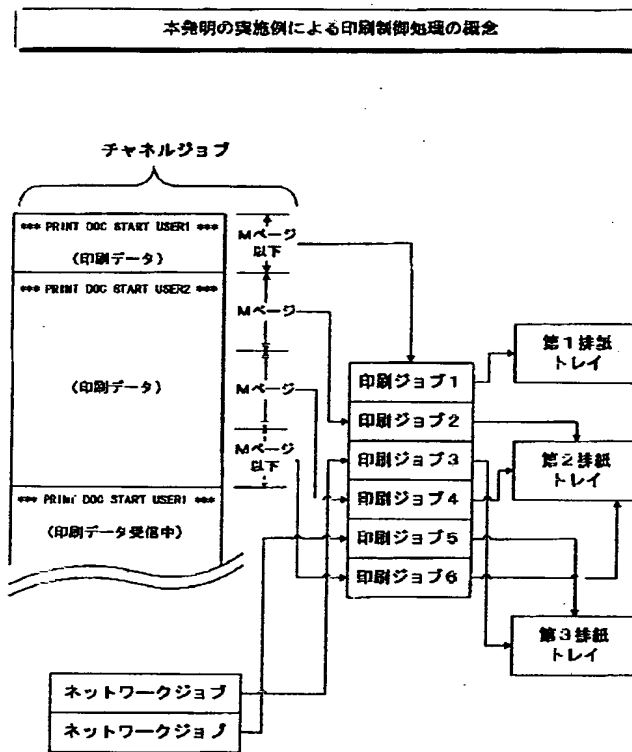 本発明の実施例による印刷制御処理の概念
チャネルジョブ
*** PRINT DOC START USER1 ***
(印刷データ)
*** PRINT DOC START USER2 ***
(印刷データ)
*** PRINT DOC START USER1 ***
(印刷データ受信中)
Mページ
以下
Mページ
Mページ
Mページ
以下
印刷ジョブ1
印刷ジョブ2
印刷ジョブ3
印刷ジョブ4
印刷ジョブ5
印刷ジョブ6
第1排紙
トレイ
第2排紙
トレイ
第3排紙
トレイ
ネットワークジョブ
ネットワークジョブ